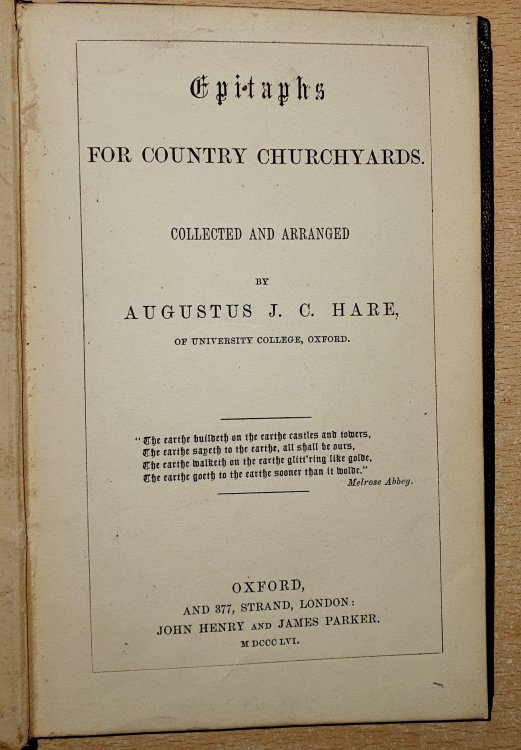 Epitaphs
FOR COUNTRY CHURCHYARDS.
COLLECTED AND ARRANGED
BY
AUGUSTUS J. C. HARE,
OF UNIVERSITY COLLEGE, OXFORD.
"The earthe buildeth on the earthe castles and towers,
The earthe sayeth to the earthe, all shall be ours,
The earthe walketh on the earthe glitt'ring like golde,
The earthe goeth to the earthe sooner than it wolde."
Melrose Abbey.
OXFORD,
AND 377, STRAND, LONDON:
JOHN HENRY AND JAMES PARKER.
M DCCC LVI.